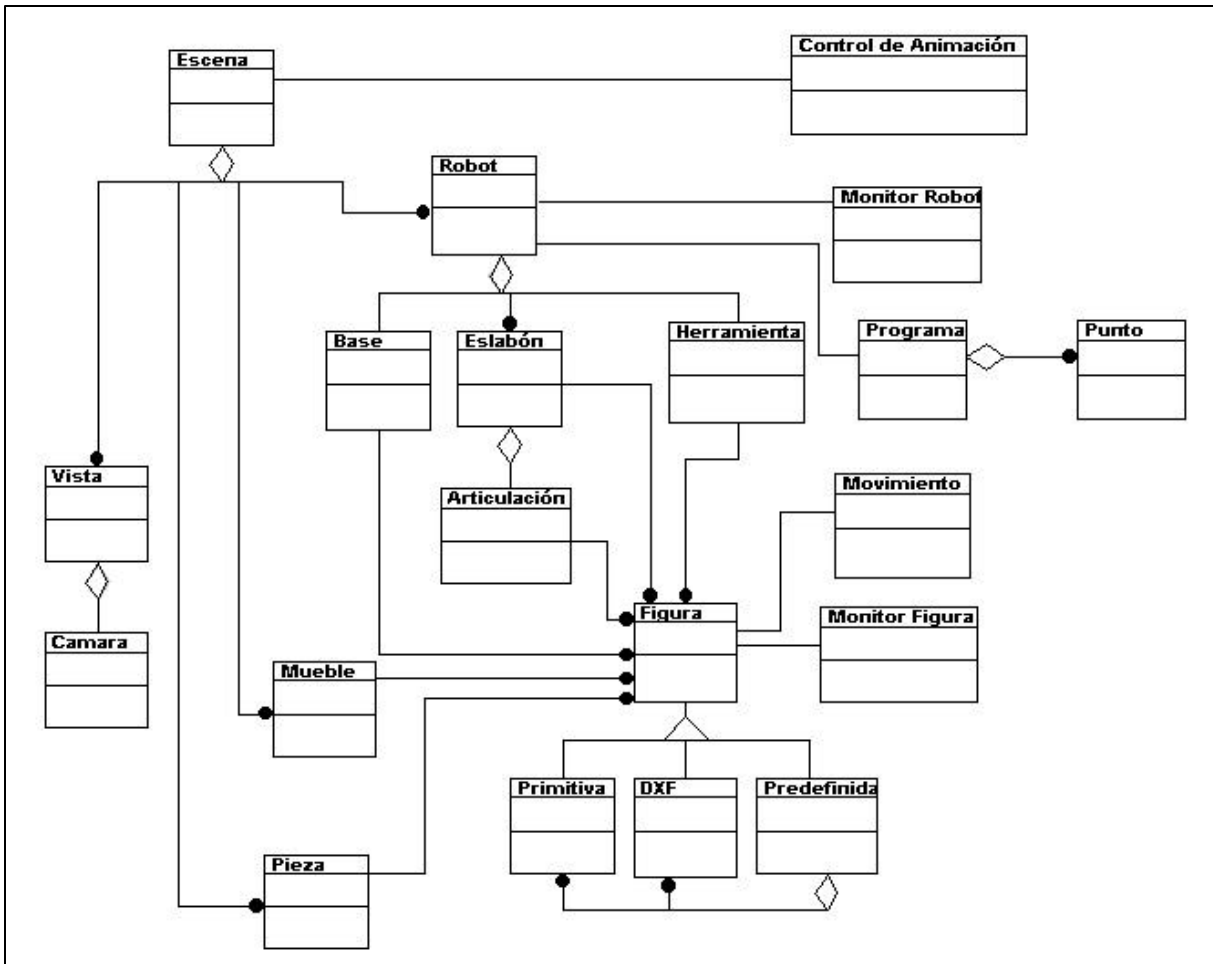 Control de Animación
Escena
Robot
Monitor Robot
Base
Eslabón
Herramienta
Programa
Punto
Vista
Articulación
Movimiento
Figura
Monitor Figura
Camara
Mueble
Primitiva
DXF
Predefinida
Pieza